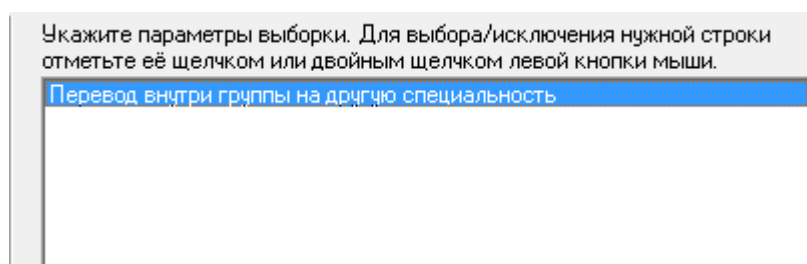 Укажите параметры выборки. Для выбора/исключения нужной строки
отметьте её щелчком или двойным щелчком левой кнопки мыши.
Перевод внутри группы на другую специальность